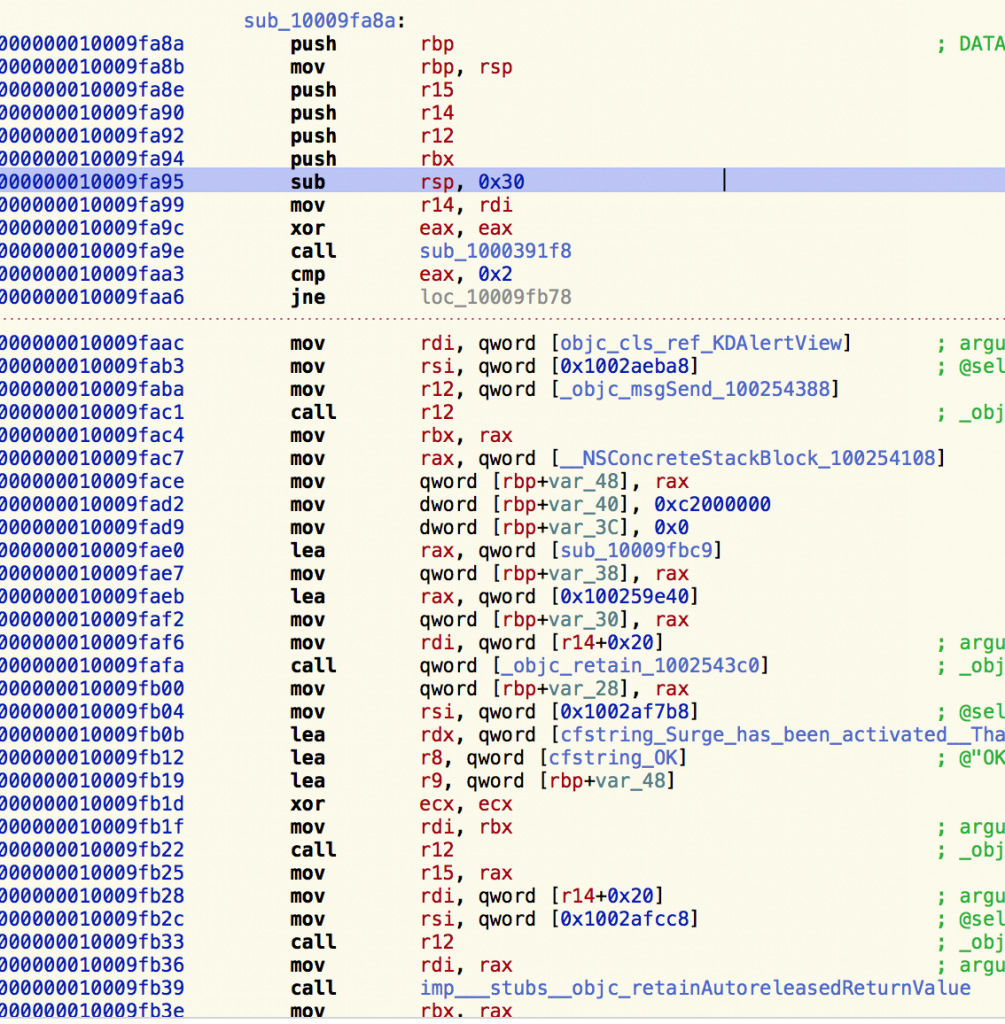 sub_10009fa8a:
000000010009fa8a push rbp ; DATA
000000010009fa8b mov rbp, rsp
000000010009fa8e push r15
000000010009fa90 push r14
000000010009fa92 push r12
000000010009fa94 push rbx
000000010009fa95 sub rsp, 0x30
000000010009fa99 mov r14, rdi
000000010009fa9c xor eax, eax
000000010009fa9e call sub_1000391f8
000000010009faa3 cmp eax, 0x2
000000010009faa6 jne loc_10009fb78
000000010009faac mov rdi, qword [objc_cls_ref_KDAlertView] ; argu
000000010009fab3 mov rsi, qword [0x1002aeba8] ; @sel
000000010009faba mov r12, qword [_objc_msgSend_100254388]
000000010009fac1 call r12 ; _obj
000000010009fac4 mov rbx, rax
000000010009fac7 mov rax, qword [__NSConcreteStackBlock_100254108]
000000010009face mov qword [rbp+var_48], rax
000000010009fad2 mov dword [rbp+var_40], 0xc2000000
000000010009fad9 mov dword [rbp+var_3C], 0x0
000000010009fae0 lea rax, qword [sub_10009fbc9]
000000010009fae7 mov qword [rbp+var_38], rax
000000010009faeb lea rax, qword [0x100259e40]
000000010009faf2 mov qword [rbp+var_30], rax
000000010009faf6 mov rdi, qword [r14+0x20] ; argu
000000010009fafa call qword [_objc_retain_1002543c0] ; _obj
000000010009fb00 mov qword [rbp+var_28], rax
000000010009fb04 mov rsi, qword [0x1002af7b8] ; @sel
000000010009fb0b lea rdx, qword [cfstring_Surge_has_been_activated__Tha
000000010009fb12 lea r8, qword [cfstring_OK] ; @"OK
000000010009fb19 lea r9, qword [rbp+var_48]
000000010009fb1d xor ecx, ecx
000000010009fb1f mov rdi, rbx ; argu
000000010009fb22 call r12 ; _obj
000000010009fb25 mov r15, rax
000000010009fb28 mov rdi, qword [r14+0x20] ; argu
000000010009fb2c mov rsi, qword [0x1002afcc8] ; @sel
000000010009fb33 call r12 ; _obj
000000010009fb36 mov rdi, rax ; argu
000000010009fb39 call imp___stubs__objc_retainAutoreleasedReturnValue
000000010009fb3e mov rbx, rax